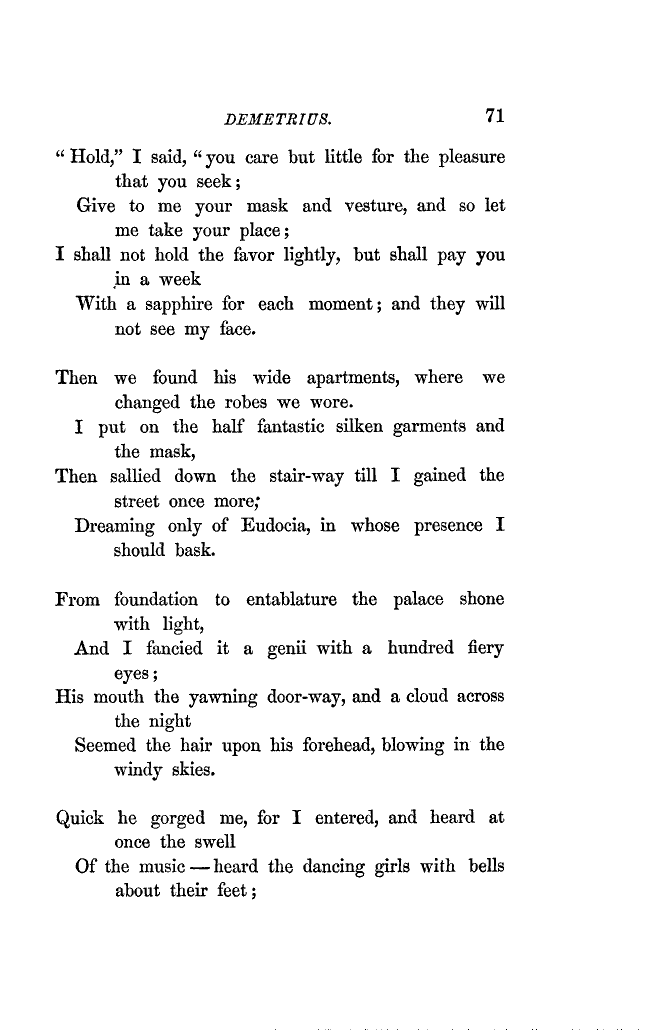 DEMETRIUS. 71
“ Hold,” I said, “ you care but little for the pleasure
that you seek ;
Give to me your mask and vesture, and so let
me take your place ;
I shall not hold the favor lightly, but shall pay you
in a week
With a sapphire for each moment ; and they will
not see my face.
Then we found his wide apartments, where we
changed the robes we wore.
I put on the half fantastic silken garments and
the mask,
Then sallied down the stair-way till I gained the
street once more ;
Dreaming only of Eudocia, in whose presence I
should bask.
From foundation to entablature the palace shone
with light,
And I fancied it a genii with a hundred fiery
eyes ;
His mouth the yawning door-way, and a cloud across
the night
Seemed the hair upon his forehead, blowing in the
windy skies.
Quick he gorged me, for I entered, and heard at
once the swell
Of the music — heard the dancing girls with bells
about their feet ;